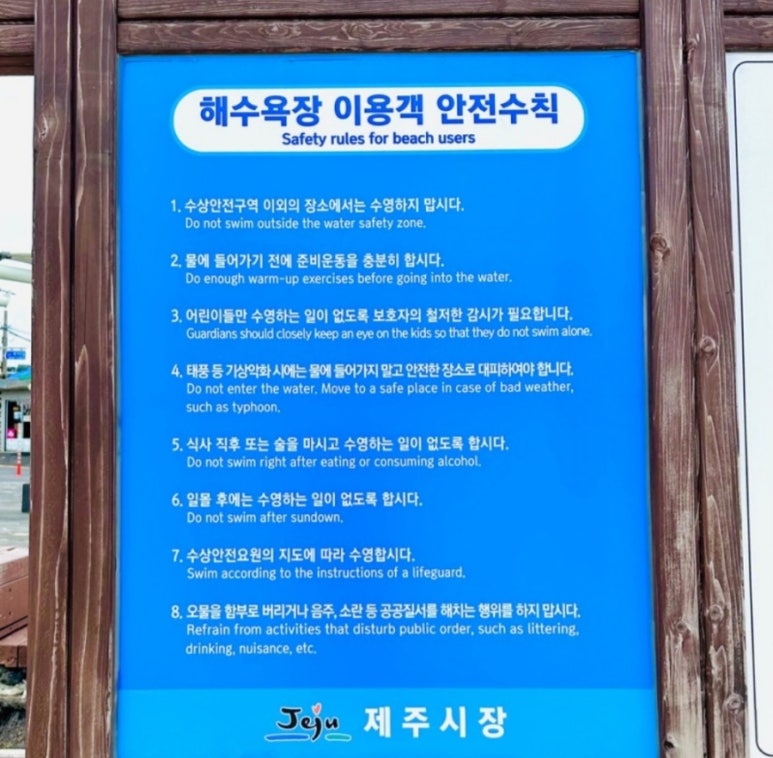 해수욕장 이용객 안전수칙
Safety rules for beach users
1. 수상안전구역 이외의 장소에서는 수영하지 맙시다.
Do not swim outside the water safety zone.
2. 물에 들어가기 전에 준비운동을 충분히 합시다.
Do enough warm-up exercises before going into the water.
3. 어린이들만 수영하는 일이 없도록 보호자의 철저한 감시가 필요합니다.
Guardians should closely keep an eye on the kids so that they do not swim alone.
4. 태풍 등 기상악화 시에는 물에 들어가지 말고 안전한 장소로 대피하여야 합니다.
Do not enter the water. Move to a safe place in case of bad weather,
such as typhoon.
5. 식사 직후 또는 술을 마시고 수영하는 일이 없도록 합시다.
Do not swim right after eating or consuming alcohol.
6. 일몰 후에는 수영하는 일이 없도록 합시다.
Do not swim after sundown.
7. 수상안전요원의 지도에 따라 수영합시다.
Swim according to the instructions of a lifeguard.
8. 오물을 함부로 버리거나 음주, 소란 등 공공질서를 해치는 행위를 하지 맙시다.
Refrain from activities that disturb public order, such as littering,
drinking, nuisance, etc.
Jeju 제주시장